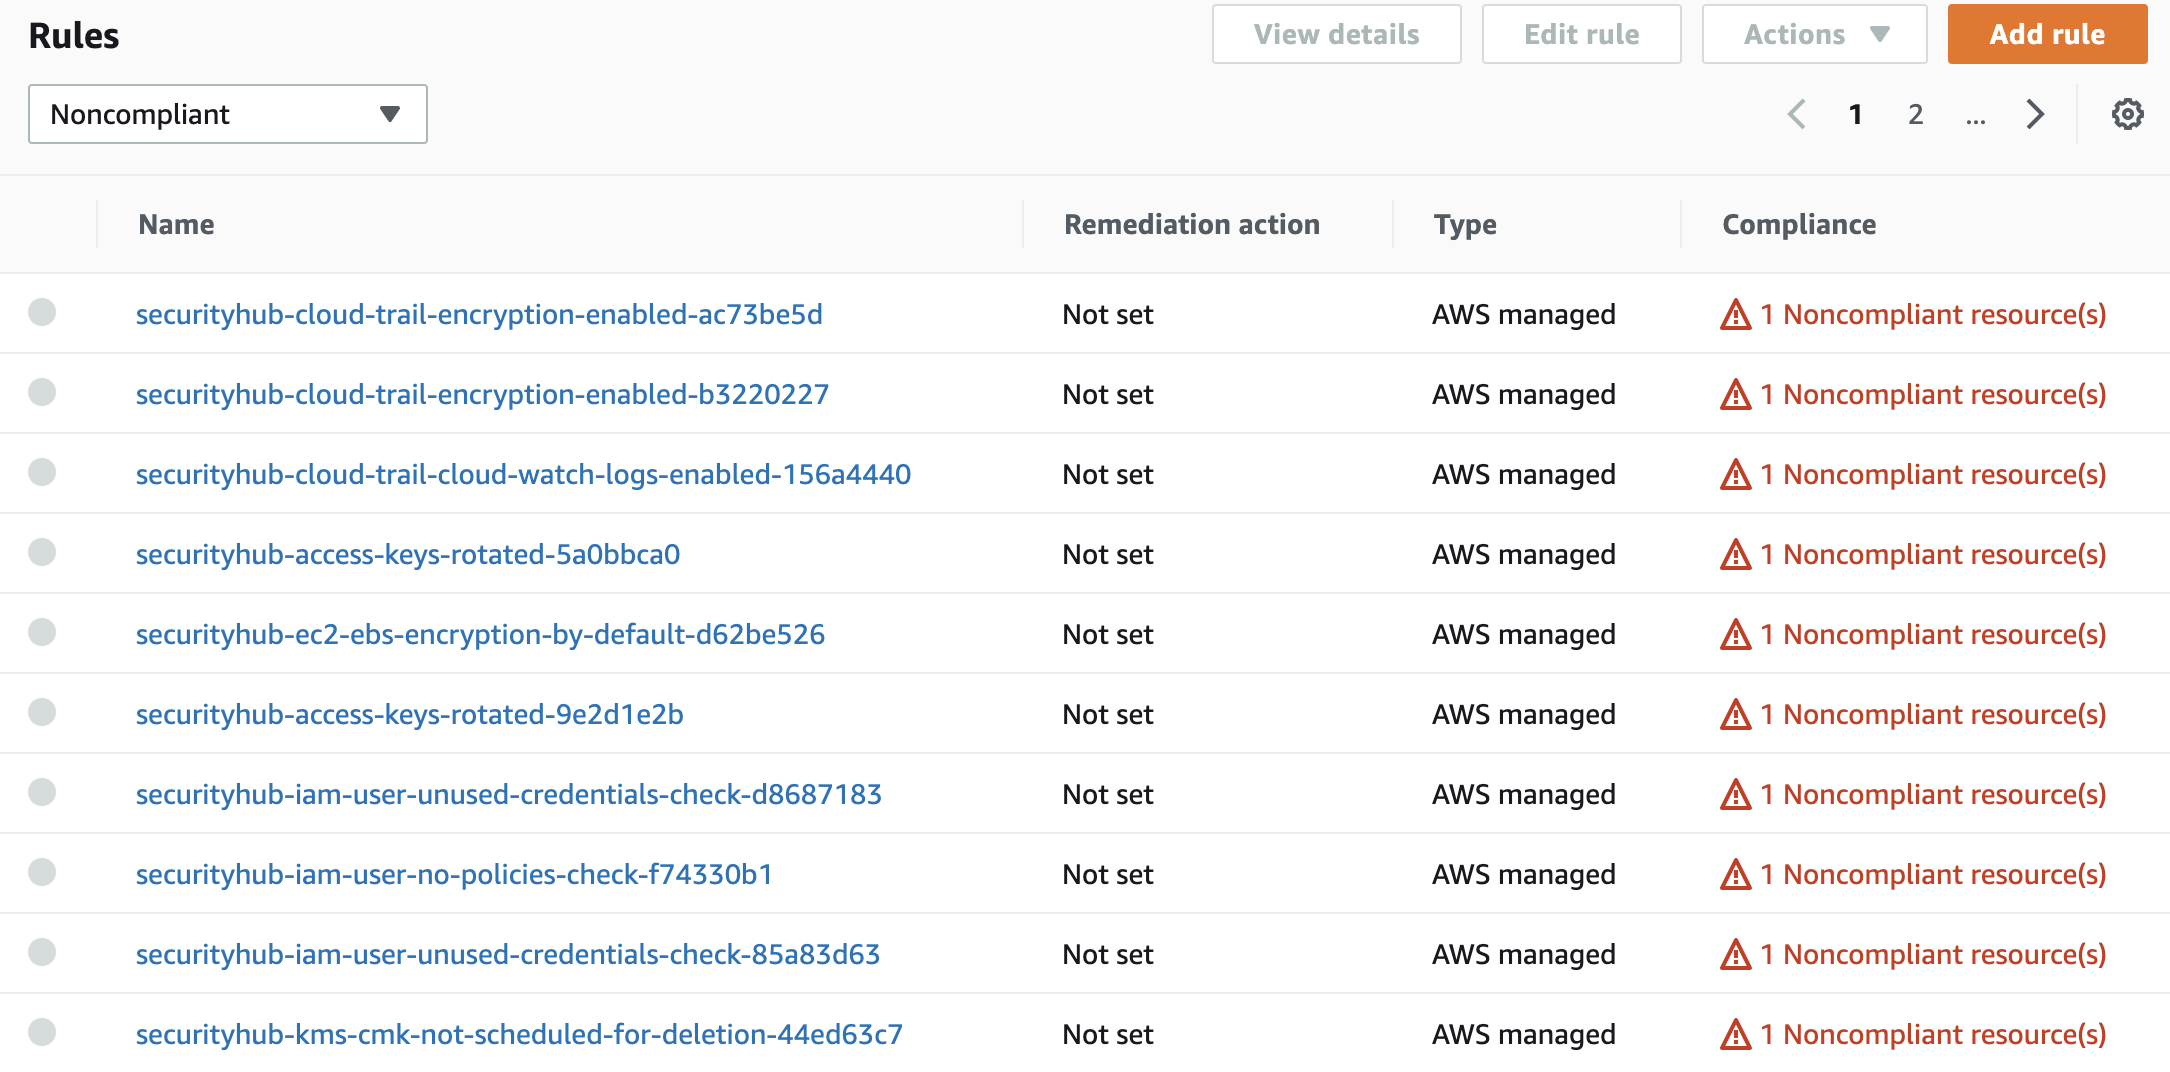 Rules
View details
Edit rule
Actions
Add rule
Noncompliant
1 2 ...
Name Remediation action Type Compliance
securityhub-cloud-trail-encryption-enabled-ac73be5d Not set AWS managed 1 Noncompliant resource(s)
securityhub-cloud-trail-encryption-enabled-b3220227 Not set AWS managed 1 Noncompliant resource(s)
securityhub-cloud-trail-cloud-watch-logs-enabled-156a4440 Not set AWS managed 1 Noncompliant resource(s)
securityhub-access-keys-rotated-5a0bbca0 Not set AWS managed 1 Noncompliant resource(s)
securityhub-ec2-ebs-encryption-by-default-d62be526 Not set AWS managed 1 Noncompliant resource(s)
securityhub-access-keys-rotated-9e2d1e2b Not set AWS managed 1 Noncompliant resource(s)
securityhub-iam-user-unused-credentials-check-d8687183 Not set AWS managed 1 Noncompliant resource(s)
securityhub-iam-user-no-policies-check-f74330b1 Not set AWS managed 1 Noncompliant resource(s)
securityhub-iam-user-unused-credentials-check-85a83d63 Not set AWS managed 1 Noncompliant resource(s)
securityhub-kms-cmk-not-scheduled-for-deletion-44ed63c7 Not set AWS managed 1 Noncompliant resource(s)